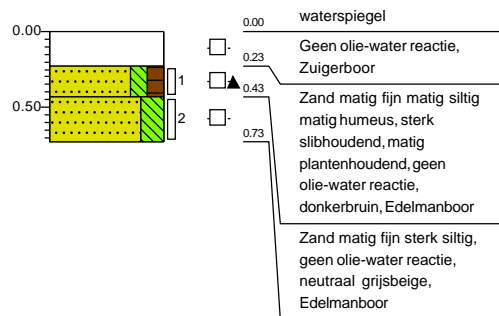 0.00
0.50
1
2
0.00
0.23
0.43
0.73
waterspiegel
Geen olie-water reactie,
Zuigerboor
Zand matig fijn matig siltig
matig humeus, sterk
slibhoudend, matig
plantenhoudend, geen
olie-water reactie,
donkerbruin, Edelmanboor
Zand matig fijn sterk siltig,
geen olie-water reactie,
neutraal grijsbeige,
Edelmanboor